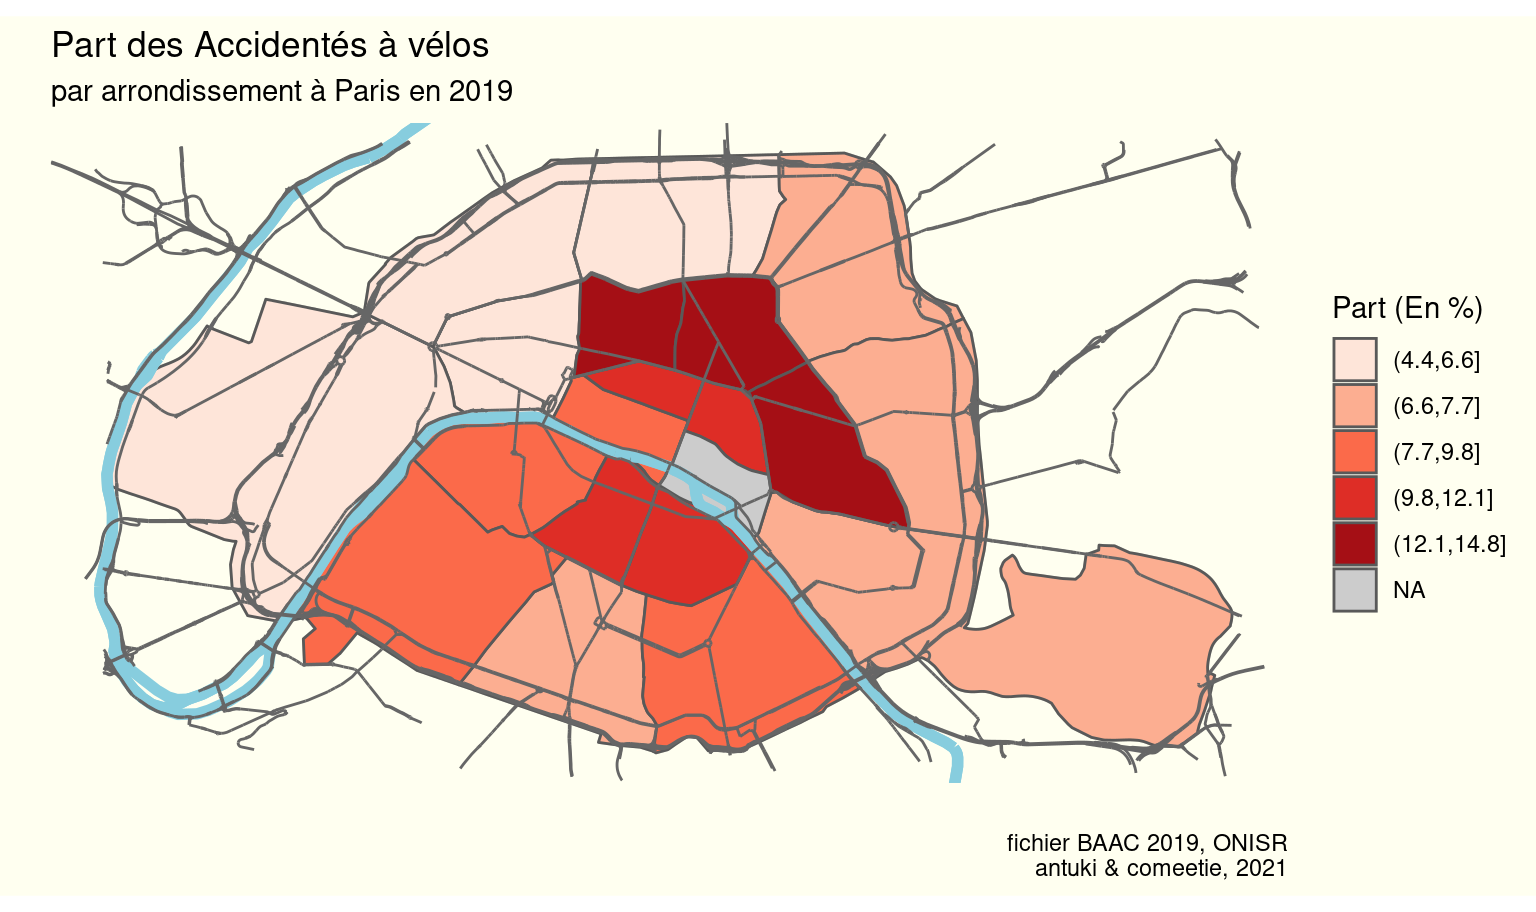 Part des Accidentés à vélos
par arrondissement à Paris en 2019
Part (En %)
(4.4,6.6]
(6.6,7.7]
(7.7,9.8]
(9.8,12.1]
(12.1,14.8]
NA
fichier BAAC 2019, ONISR
antuki & comeetie, 2021